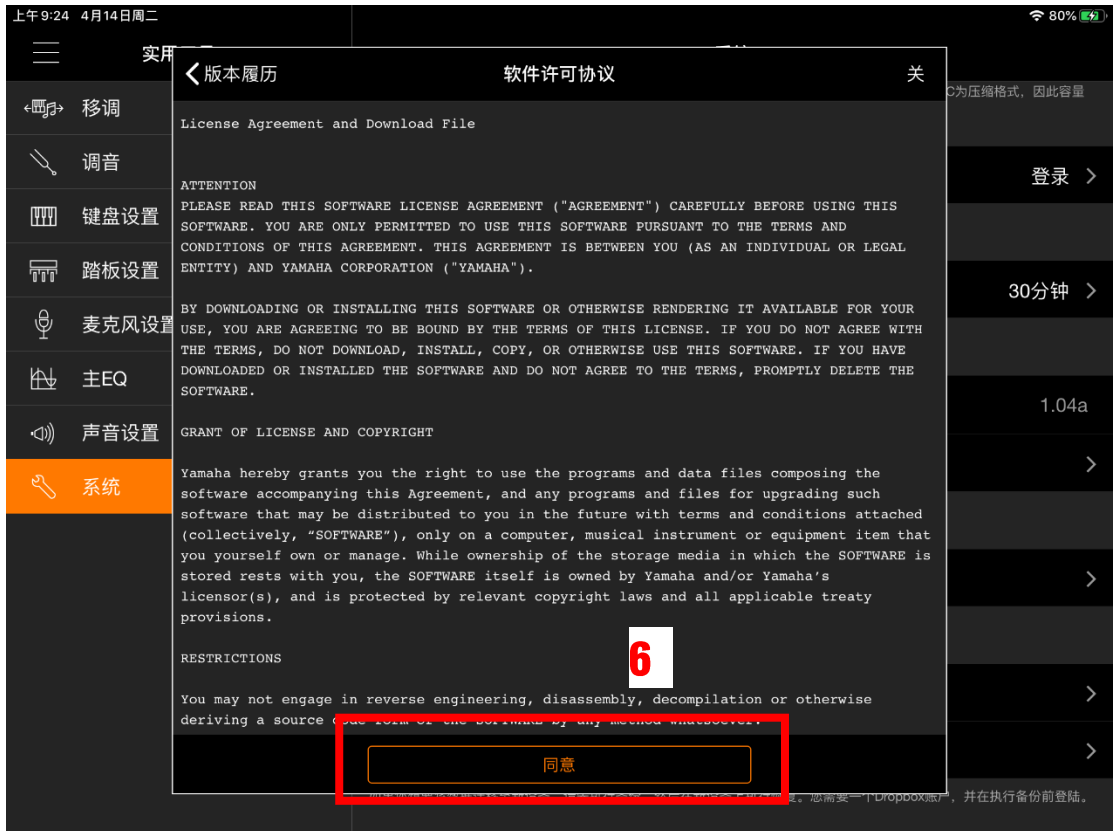 上午9:24 4月14日周二
80%
实用
版本履历
软件许可协议
关
C为压缩格式，因此容量
移调
调音
键盘设置
踏板设置
麦克风设置
主EQ
声音设置
系统
License Agreement and Download File
ATTENTION
PLEASE READ THIS SOFTWARE LICENSE AGREEMENT ("AGREEMENT") CAREFULLY BEFORE USING THIS
SOFTWARE. YOU ARE ONLY PERMITTED TO USE THIS SOFTWARE PURSUANT TO THE TERMS AND
CONDITIONS OF THIS AGREEMENT. THIS AGREEMENT IS BETWEEN YOU (AS AN INDIVIDUAL OR LEGAL
ENTITY) AND YAMAHA CORPORATION ("YAMAHA").
BY DOWNLOADING OR INSTALLING THIS SOFTWARE OR OTHERWISE RENDERING IT AVAILABLE FOR YOUR
USE, YOU ARE AGREEING TO BE BOUND BY THE TERMS OF THIS LICENSE. IF YOU DO NOT AGREE WITH
THE TERMS, DO NOT DOWNLOAD, INSTALL, COPY, OR OTHERWISE USE THIS SOFTWARE. IF YOU HAVE
DOWNLOADED OR INSTALLED THE SOFTWARE AND DO NOT AGREE TO THE TERMS, PROMPTLY DELETE THE
SOFTWARE.
GRANT OF LICENSE AND COPYRIGHT
Yamaha hereby grants you the right to use the programs and data files composing the
software accompanying this Agreement, and any programs and files for upgrading such
software that may be distributed to you in the future with terms and conditions attached
(collectively, “SOFTWARE”), only on a computer, musical instrument or equipment item that
you yourself own or manage. While ownership of the storage media in which the SOFTWARE is
stored rests with you, the SOFTWARE itself is owned by Yamaha and/or Yamaha’s
licensor(s), and is protected by relevant copyright laws and all applicable treaty
provisions.
RESTRICTIONS
You may not engage in reverse engineering, disassembly, decompilation or otherwise
deriving a source code form of the SOFTWARE by any method whatsoever.
6
同意
登录
30分钟
1.04a
您需要一个Dropbox账户，并在执行备份前登陆。